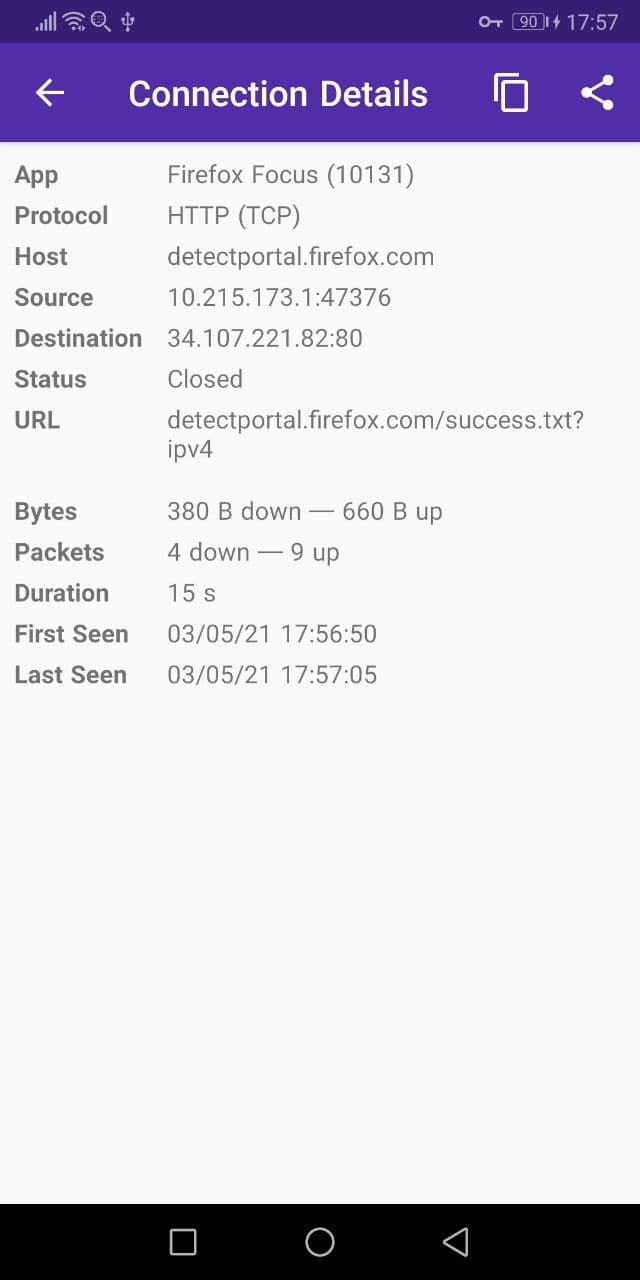 90 17:57
Connection Details
App Firefox Focus (10131)
Protocol HTTP (TCP)
Host detectportal.firefox.com
Source 10.215.173.1:47376
Destination 34.107.221.82:80
Status Closed
URL detectportal.firefox.com/success.txt?
ipv4
Bytes 380 B down — 660 B up
Packets 4 down — 9 up
Duration 15 s
First Seen 03/05/21 17:56:50
Last Seen 03/05/21 17:57:05